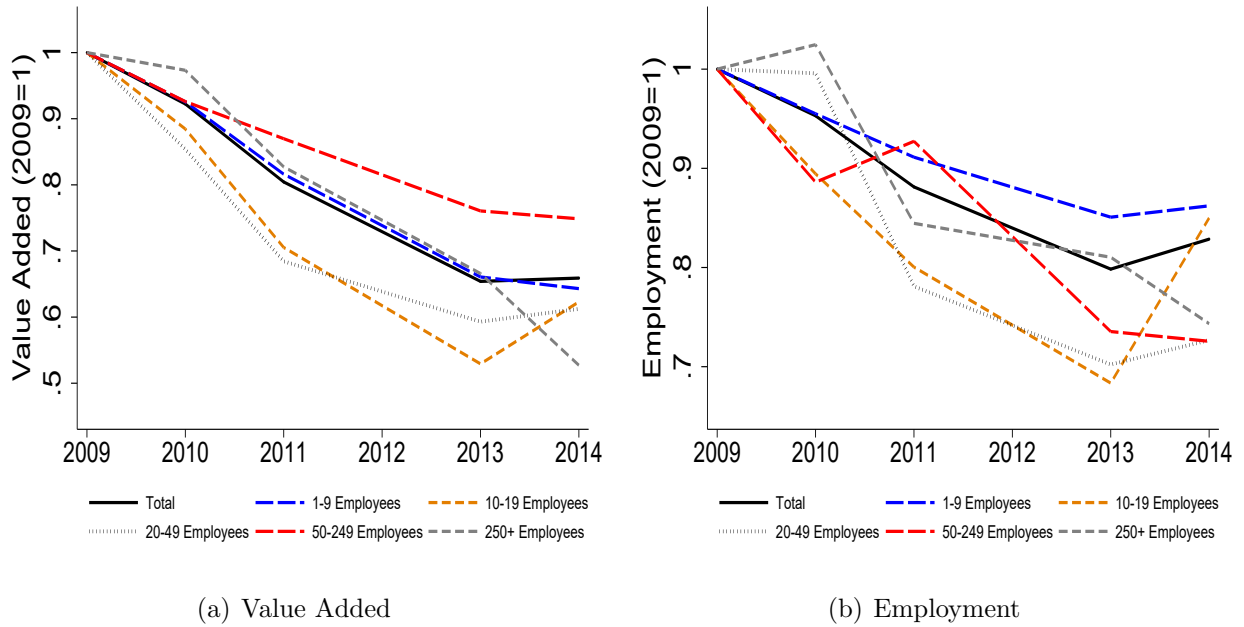 Value Added (2009=1)
1
.9
.8
.7
.6
.5
2009 2010 2011 2012 2013 2014
Total 1-9 Employees 10-19 Employees
20-49 Employees 50-249 Employees 250+ Employees
(a) Value Added
Employment (2009=1)
1
.9
.8
.7
2009 2010 2011 2012 2013 2014
Total 1-9 Employees 10-19 Employees
20-49 Employees 50-249 Employees 250+ Employees
(b) Employment